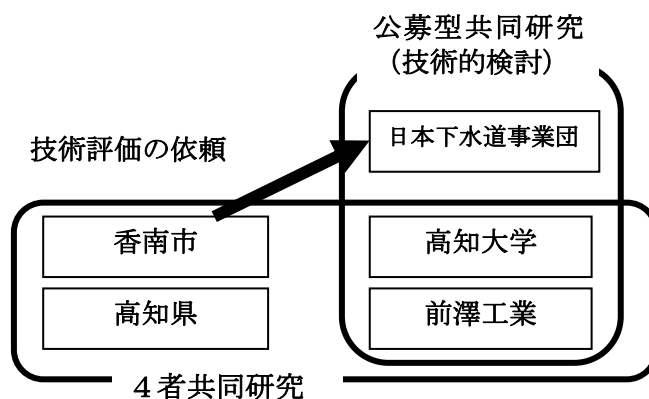 公募型共同研究
（技術的検討）
日本下水道事業団
技術評価の依頼
香南市
高知大学
高知県
前澤工業
４者共同研究